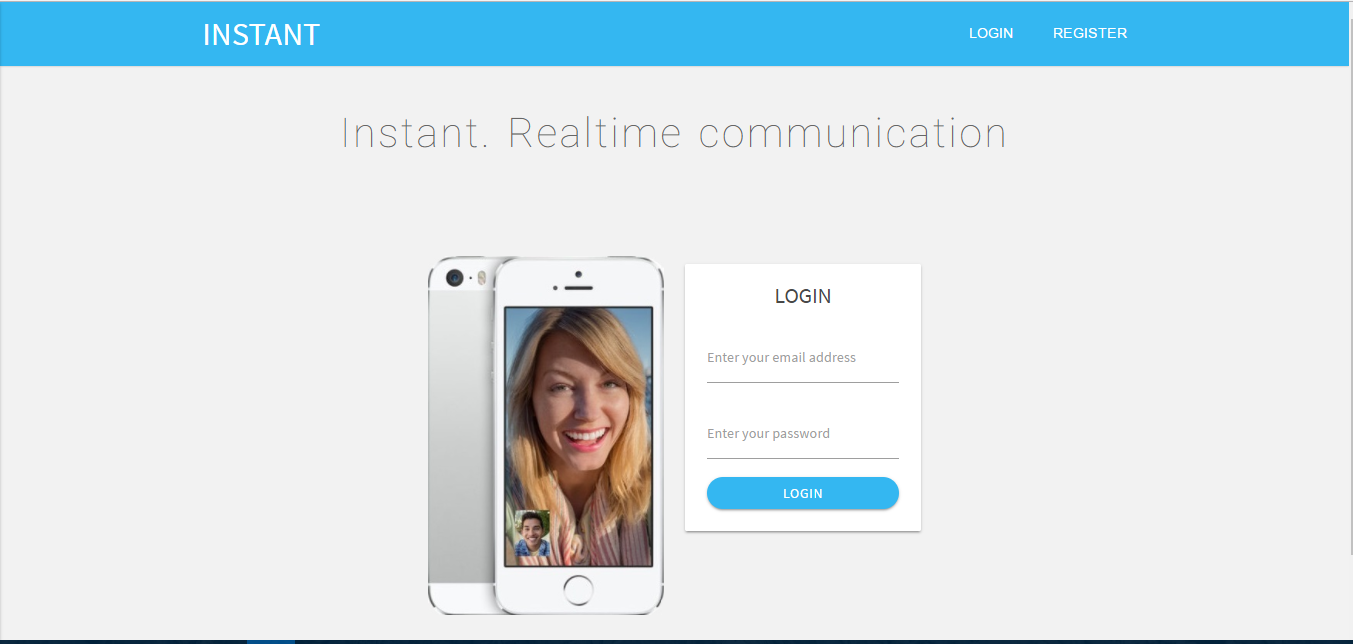 INSTANT
LOGIN REGISTER
Instant. Realtime communication
LOGIN
Enter your email address
Enter your password
LOGIN